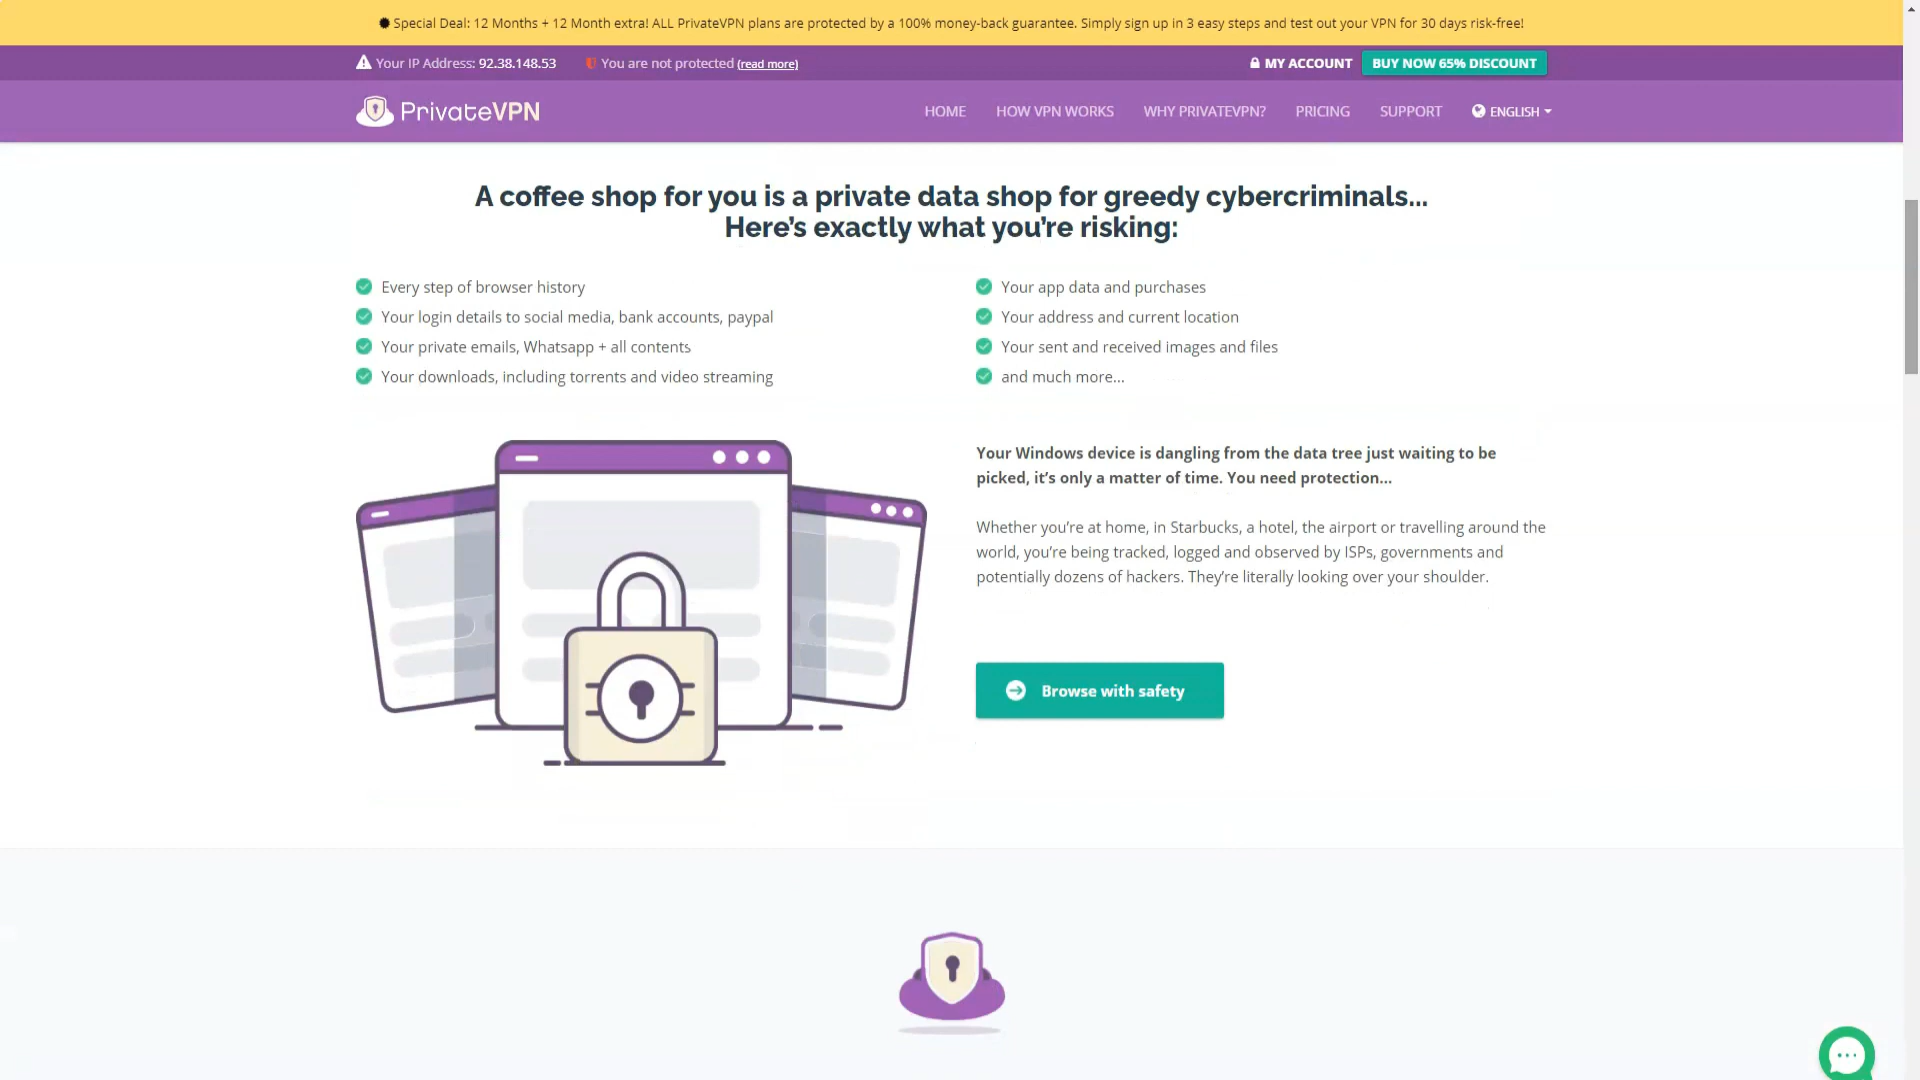 Special Deal: 12 Months + 12 Month extra! ALL PrivateVPN plans are protected by a 100% money-back guarantee. Simply sign up in 3 easy steps and test out your VPN for 30 days risk-free!
Your IP Address: 92.38.148.53 You are not protected (read more) MY ACCOUNT BUY NOW 65% DISCOUNT
PrivateVPN HOME HOW VPN WORKS WHY PRIVATEVPN? PRICING SUPPORT ENGLISH
A coffee shop for you is a private data shop for greedy cybercriminals...
Here’s exactly what you’re risking:
Every step of browser history
Your login details to social media, bank accounts, paypal
Your private emails, Whatsapp + all contents
Your downloads, including torrents and video streaming
Your app data and purchases
Your address and current location
Your sent and received images and files
and much more...
Your Windows device is dangling from the data tree just waiting to be
picked, it’s only a matter of time. You need protection...
Whether you’re at home, in Starbucks, a hotel, the airport or travelling around the
world, you’re being tracked, logged and observed by ISPs, governments and
potentially dozens of hackers. They’re literally looking over your shoulder.
Browse with safety